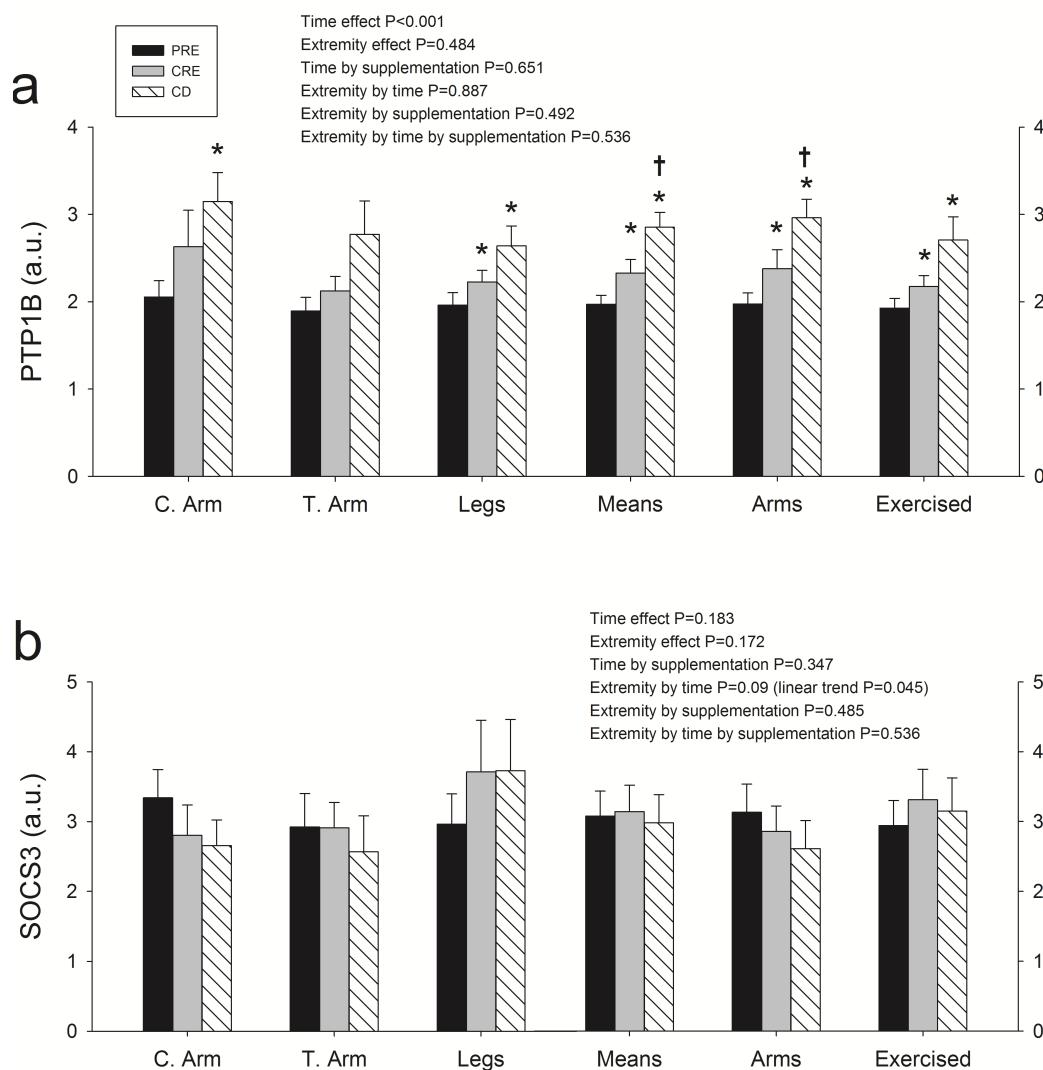 Time effect P<0.001
Extremity effect P=0.484
Time by supplementation P=0.651
Extremity by time P=0.887
Extremity by supplementation P=0.492
Extremity by time by supplementation P=0.536
PRE
CRE
CD
a
PTP1B (a.u.)
4
3
2
1
0
4
3
2
1
0
*
* *
* † *
* † *
* *
C. Arm T. Arm Legs Means Arms Exercised
b
Time effect P=0.183
Extremity effect P=0.172
Time by supplementation P=0.347
Extremity by time P=0.09 (linear trend P=0.045)
Extremity by supplementation P=0.485
Extremity by time by supplementation P=0.536
SOCS3 (a.u.)
5
4
3
2
1
0
5
4
3
2
1
0
C. Arm T. Arm Legs Means Arms Exercised